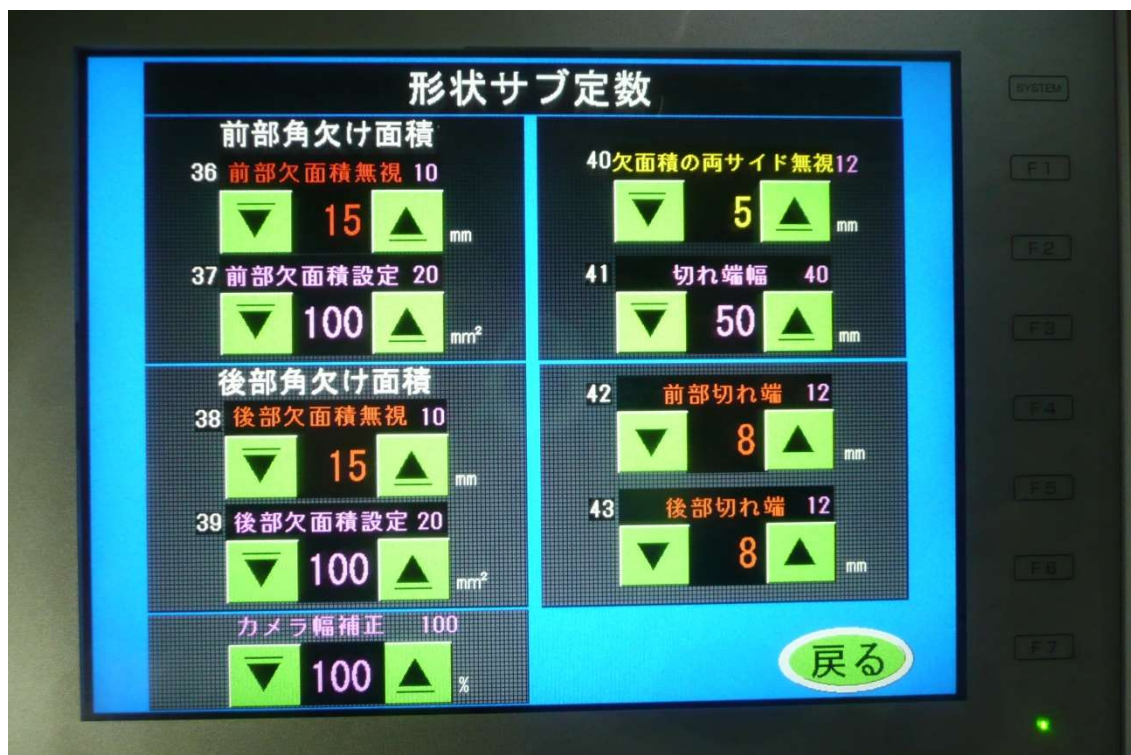 形状サブ定数
前部角欠け面積
36 前部欠面積無視 10
15 mm
37 前部欠面積設定 20
100 mm²
後部角欠け面積
38 後部欠面積無視 10
15 mm
39 後部欠面積設定 20
100 mm²
カメラ幅補正 100
100 %
40 欠面積の両サイド無視 12
5 mm
41 切れ端幅 40
50 mm
42 前部切れ端 12
8 mm
43 後部切れ端 12
8 mm
戻る
SYSTEM
F1
F2
F3
F4
F5
F6
F7